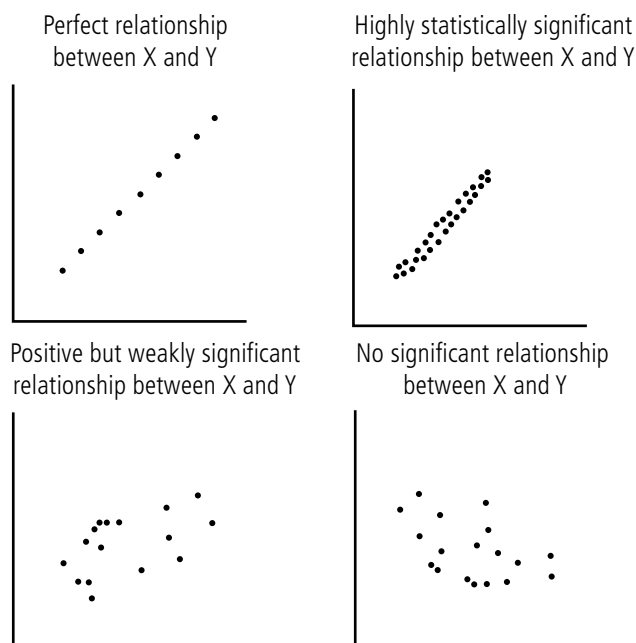 Perfect relationship
between X and Y
Highly statistically significant
relationship between X and Y
Positive but weakly significant
relationship between X and Y
No significant relationship
between X and Y